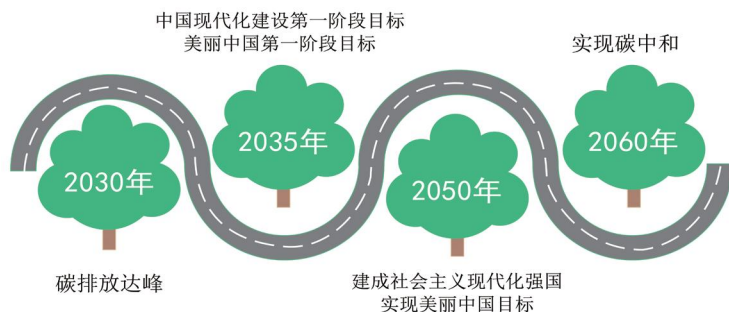 中国现代化建设第一阶段目标
美丽中国第一阶段目标
实现碳中和
2030年
2035年
2050年
2060年
碳排放达峰
建成社会主义现代化强国
实现美丽中国目标